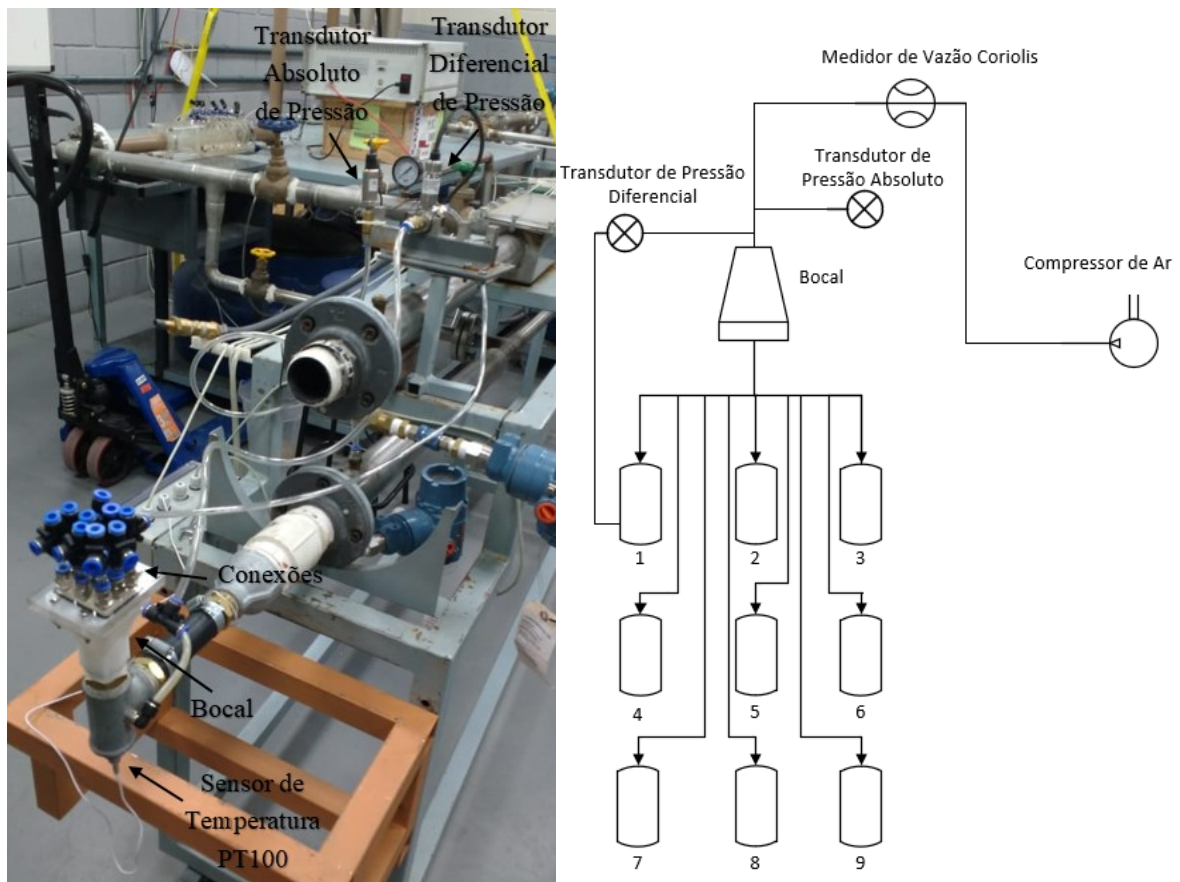 Transdutor
Absoluto
de Pressão
Transdutor
Diferencial
de Pressão
Conexões
Bocal
Sensor de
Temperatura
PT100
Medidor de Vazão Coriolis
Transdutor de Pressão
Diferencial
Transdutor de
Pressão Absoluto
Bocal
Compressor de Ar
1
2
3
4
5
6
7
8
9